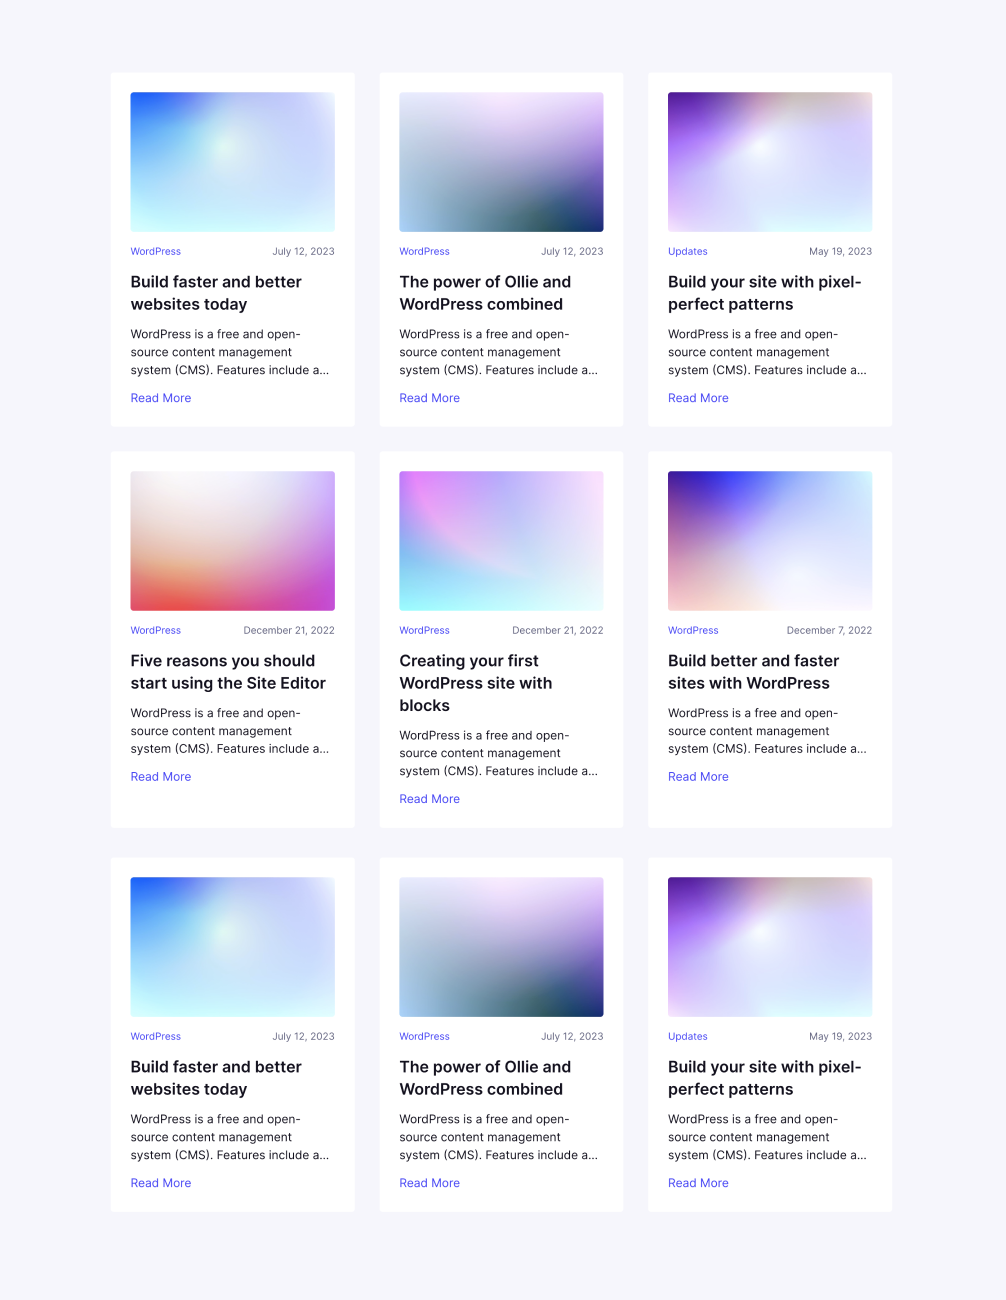 WordPress
July 12, 2023
Build faster and better
websites today
WordPress is a free and open-
source content management
system (CMS). Features include a...
Read More
WordPress
July 12, 2023
The power of Ollie and
WordPress combined
WordPress is a free and open-
source content management
system (CMS). Features include a...
Read More
Updates
May 19, 2023
Build your site with pixel-
perfect patterns
WordPress is a free and open-
source content management
system (CMS). Features include a...
Read More
WordPress
December 21, 2022
Five reasons you should
start using the Site Editor
WordPress is a free and open-
source content management
system (CMS). Features include a...
Read More
WordPress
December 21, 2022
Creating your first
WordPress site with
blocks
WordPress is a free and open-
source content management
system (CMS). Features include a...
Read More
WordPress
December 7, 2022
Build better and faster
sites with WordPress
WordPress is a free and open-
source content management
system (CMS). Features include a...
Read More
WordPress
July 12, 2023
Build faster and better
websites today
WordPress is a free and open-
source content management
system (CMS). Features include a...
Read More
WordPress
July 12, 2023
The power of Ollie and
WordPress combined
WordPress is a free and open-
source content management
system (CMS). Features include a...
Read More
Updates
May 19, 2023
Build your site with pixel-
perfect patterns
WordPress is a free and open-
source content management
system (CMS). Features include a...
Read More